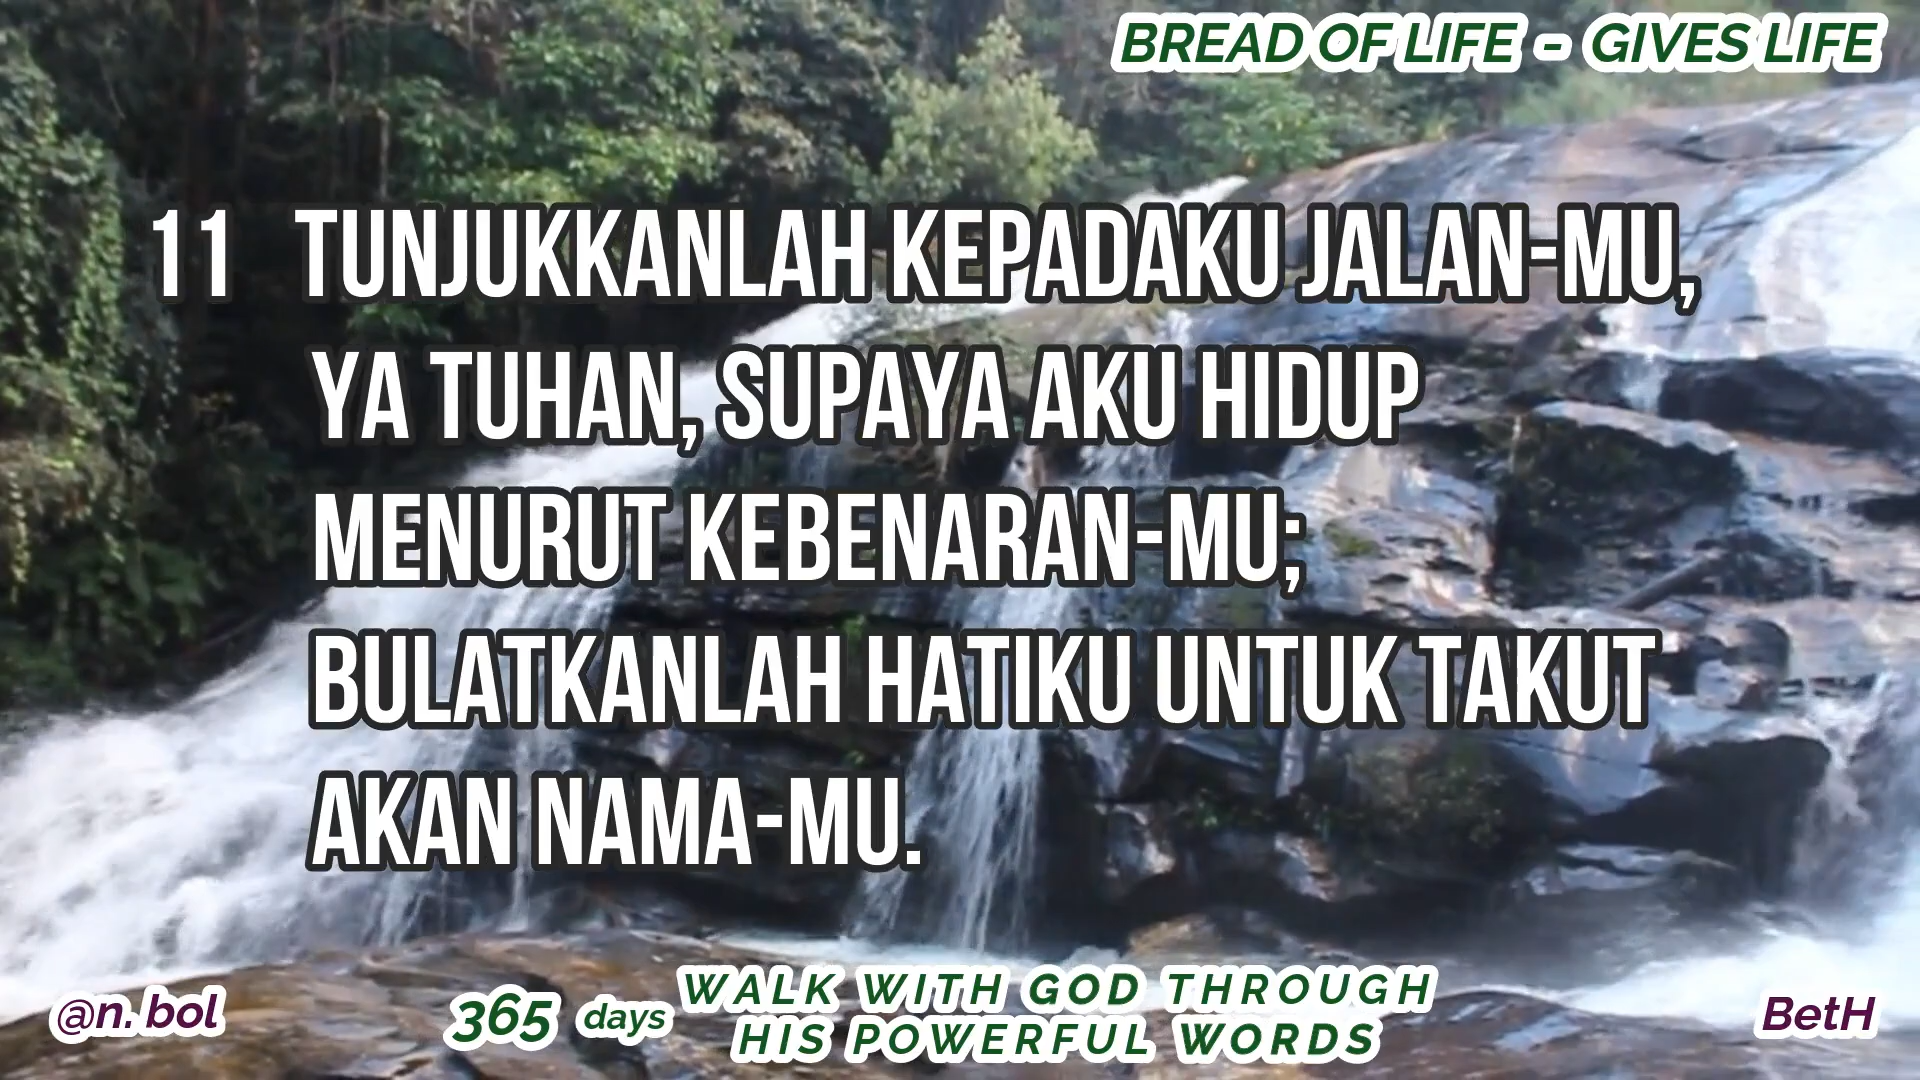 BREAD OF LIFE - GIVES LIFE
11 TUNJUKKANLAH KEPADAKU JALAN-MU,
YA TUHAN, SUPAYA AKU HIDUP
MENURUT KEBENARAN-MU;
BULATKANLAH HATIKU UNTUK TAKUT
AKAN NAMA-MU.
@n. bol
365 days
WALK WITH GOD THROUGH
HIS POWERFUL WORDS
BetH